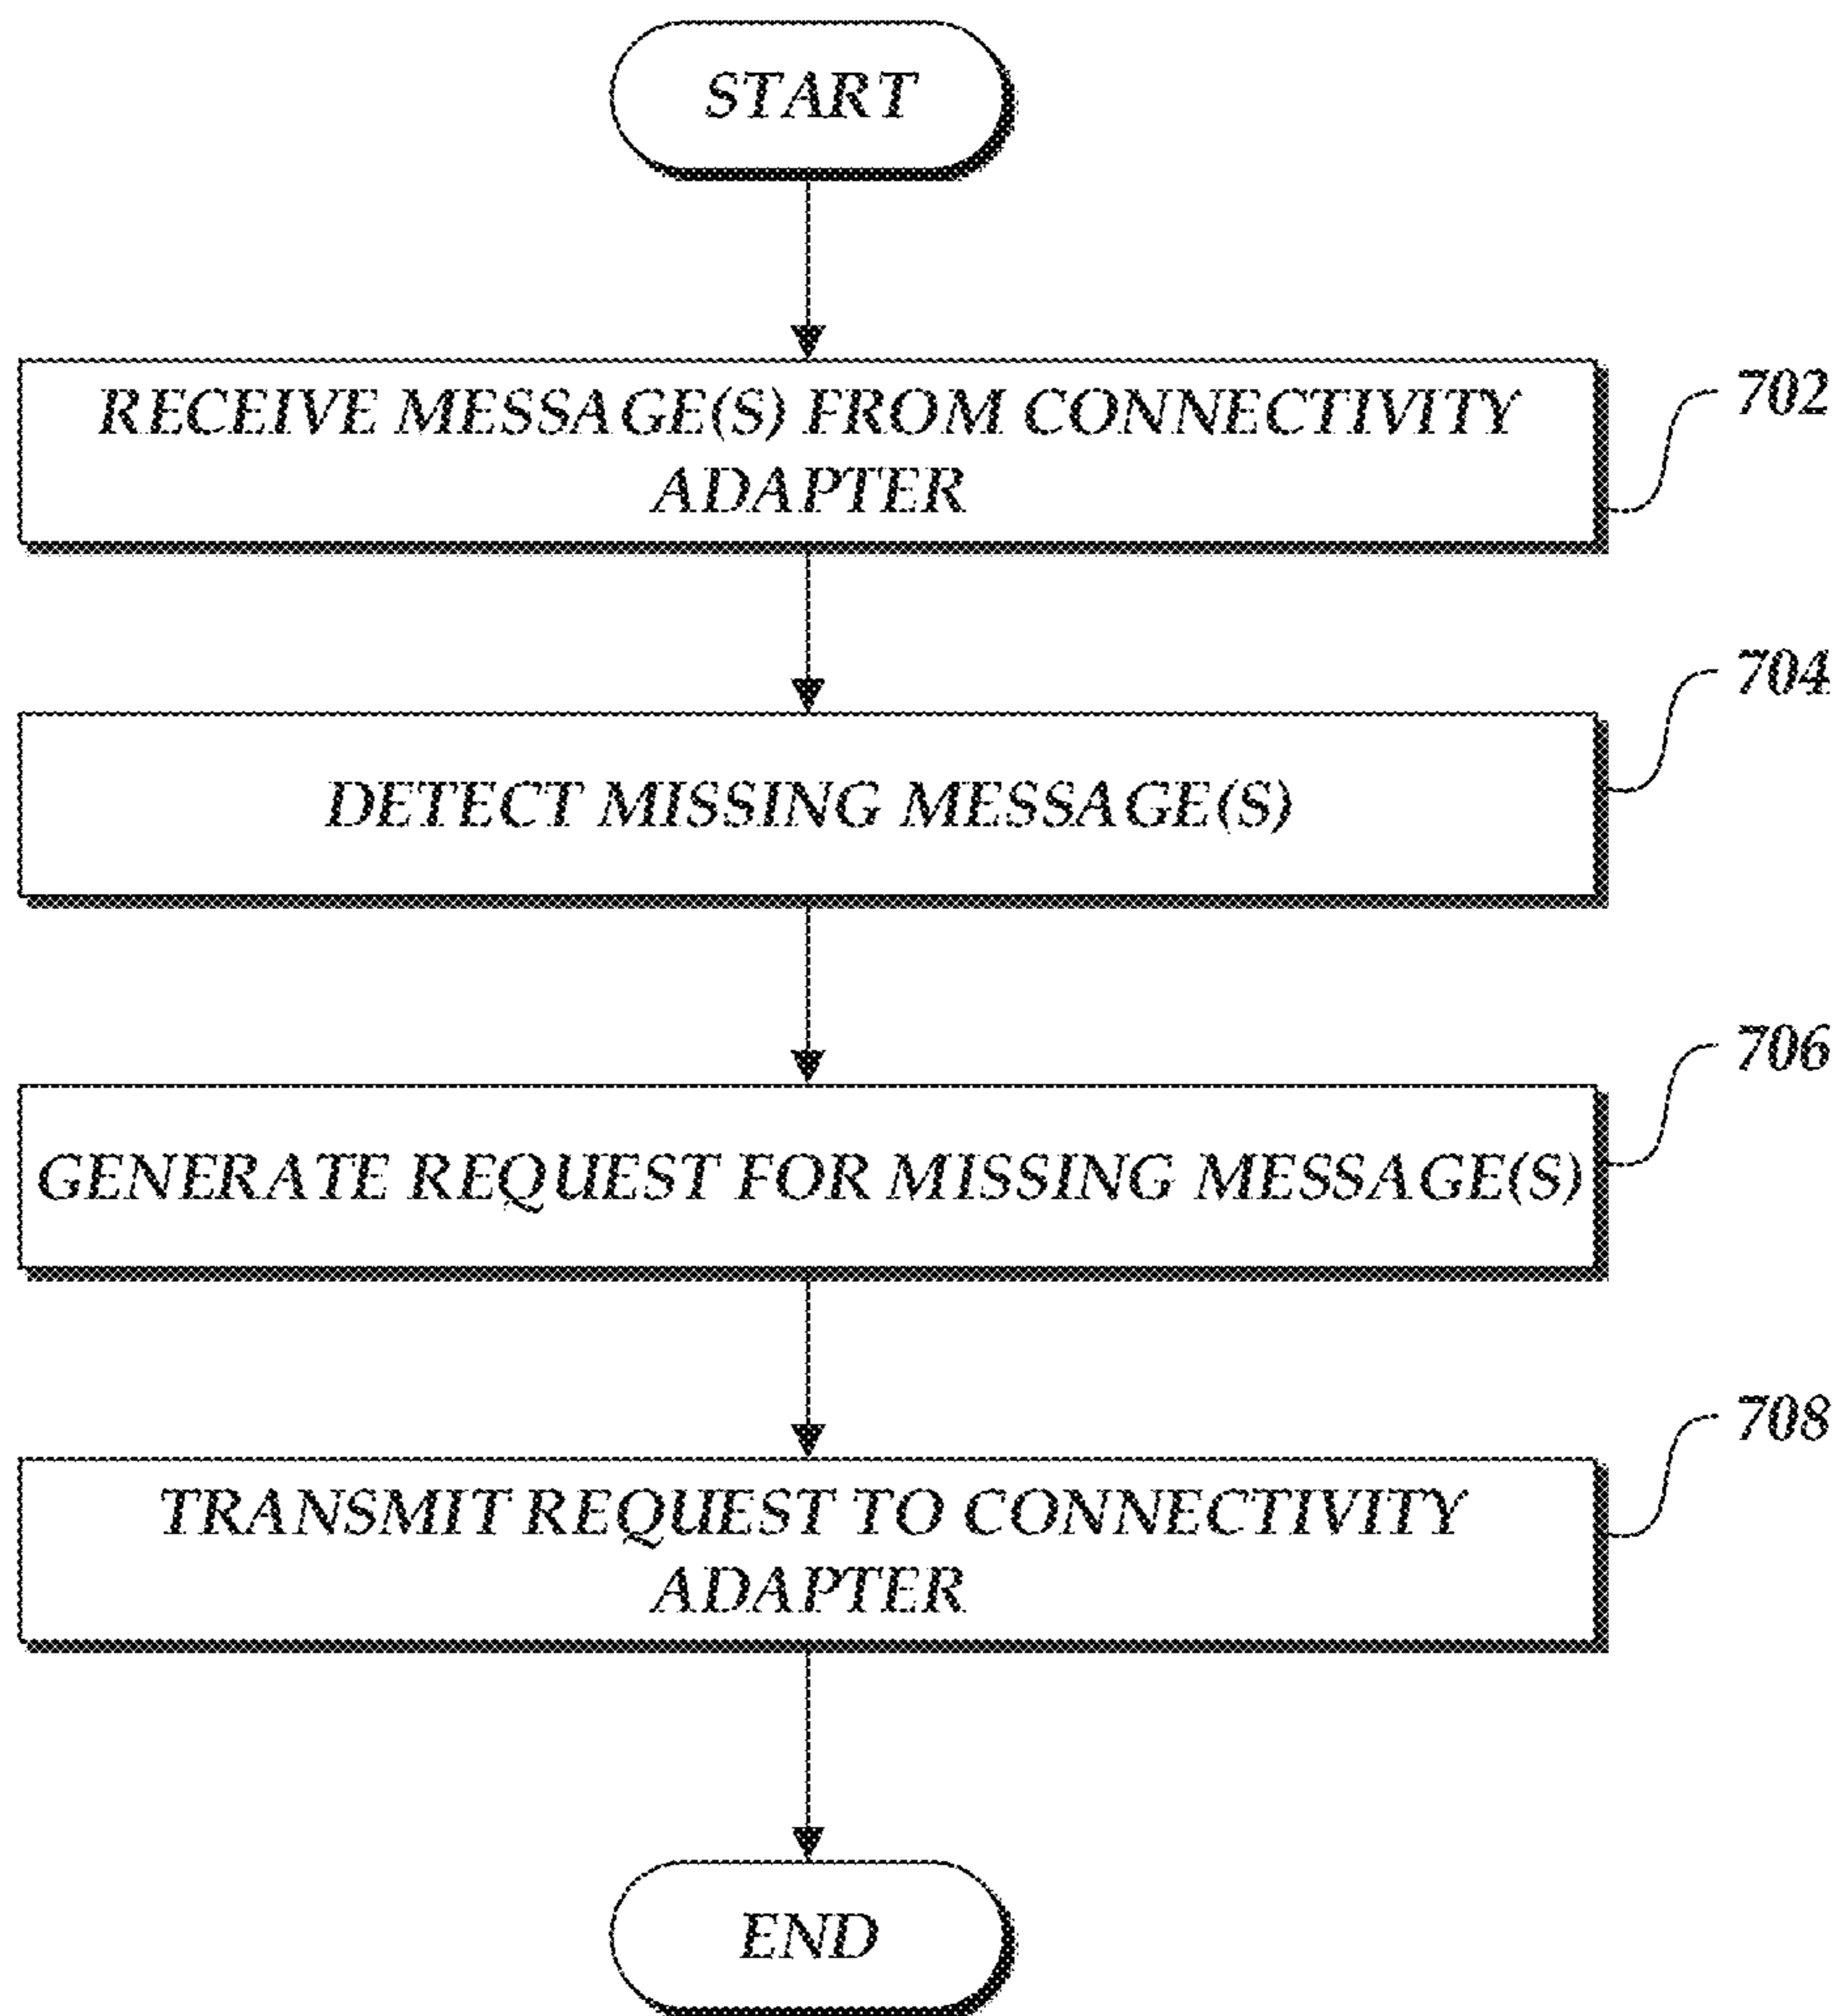 START
RECEIVE MESSAGE(S) FROM CONNECTIVITY
ADAPTER
702
DETECT MISSING MESSAGE(S)
704
GENERATE REQUEST FOR MISSING MESSAGE(S)
706
TRANSMIT REQUEST TO CONNECTIVITY
ADAPTER
708
END